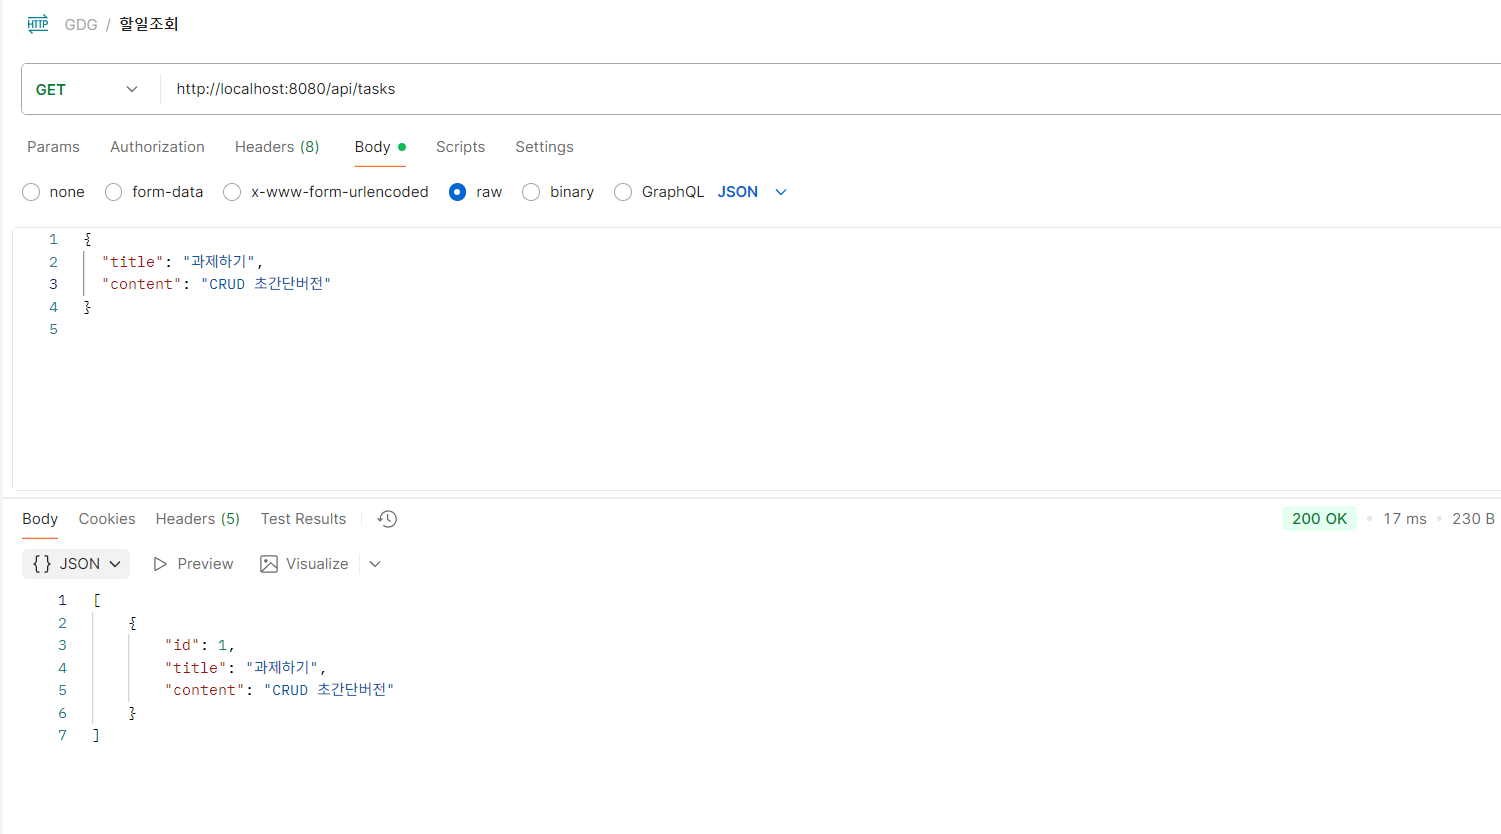 HTTP GDG / 할일조회
GET http://localhost:8080/api/tasks
Params Authorization Headers (8) Body Scripts Settings
none form-data x-www-form-urlencoded raw binary GraphQL JSON
1 {
2 "title": "과제하기",
3 "content": "CRUD 초간단버전"
4 }
5
Body Cookies Headers (5) Test Results 200 OK 17 ms 230 B
{} JSON Preview Visualize
1 [
2 {
3 "id": 1,
4 "title": "과제하기",
5 "content": "CRUD 초간단버전"
6 }
7 ]